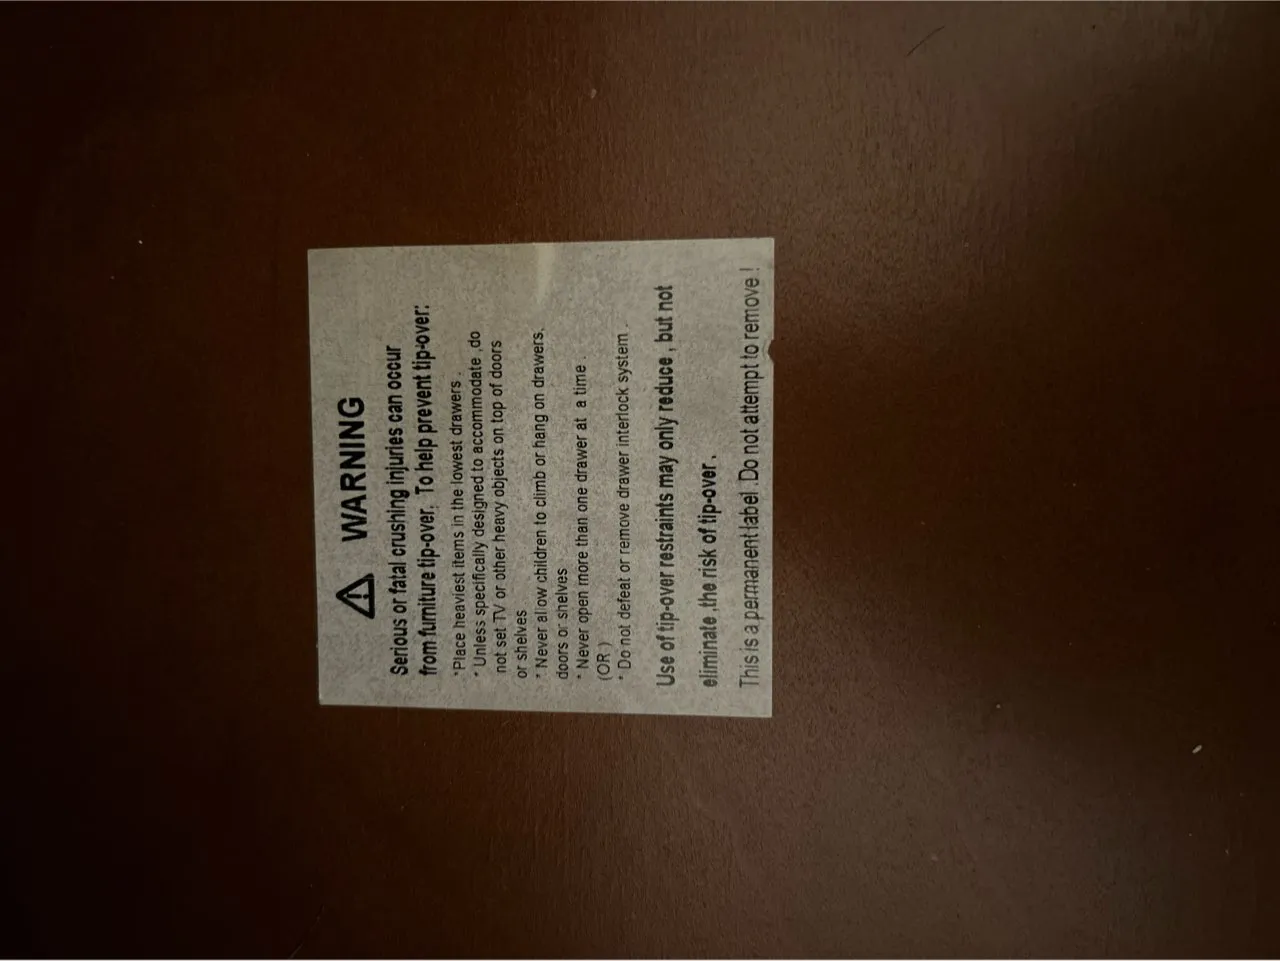 WARNING
Serious or fatal crushing injuries can occur
from furniture tip-over. To help prevent tip-over:
*Place heaviest items in the lowest drawers .
* Unless specifically designed to accommodate ,do
not set TV or other heavy objects on top of doors
or shelves
* Never allow children to climb or hang on drawers.
doors or shelves
* Never open more than one drawer at a time .
(OR )
* Do not defeat or remove drawer interlock system .
Use of tip-over restraints may only reduce , but not
eliminate ,the risk of tip-over .
This is a permanent label .Do not attempt to remove !